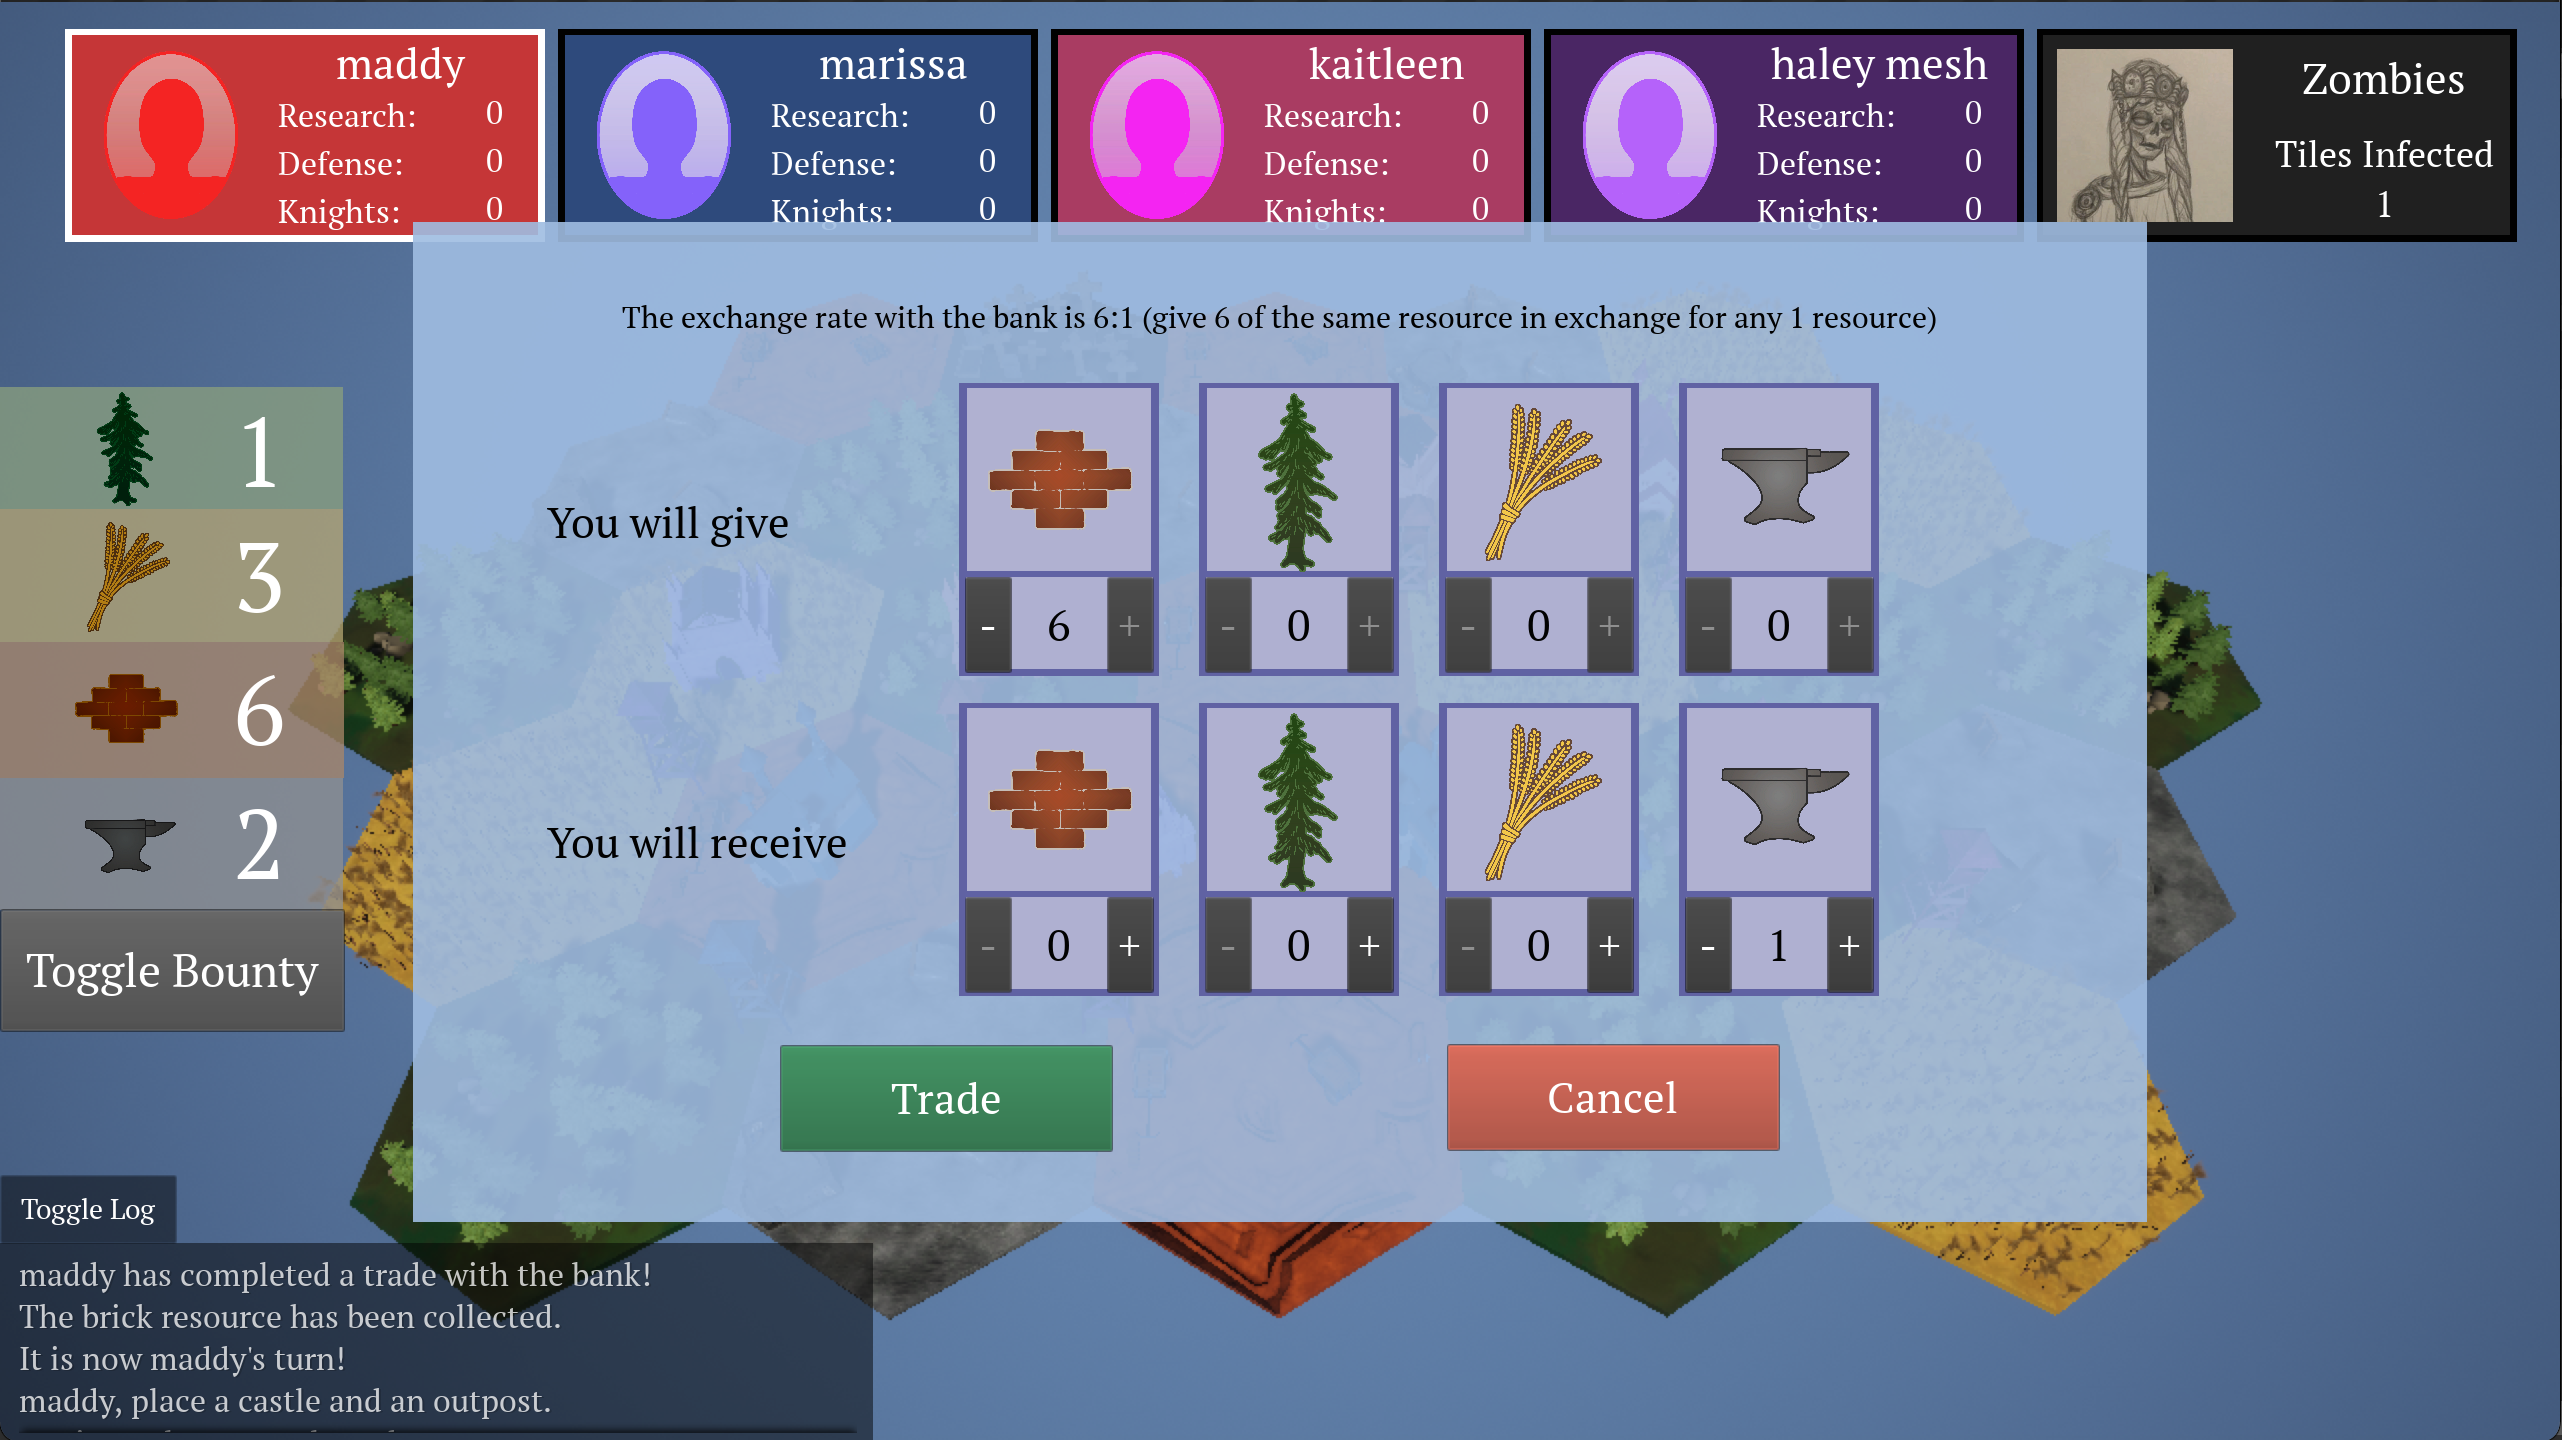 maddy
Research: 0
Defense: 0
Knights: 0
marissa
Research: 0
Defense: 0
Knights: 0
kaitleen
Research: 0
Defense: 0
Knights: 0
haley mesh
Research: 0
Defense: 0
Knights: 0
Zombies
Tiles Infected
1
The exchange rate with the bank is 6:1 (give 6 of the same resource in exchange for any 1 resource)
1
3
6
2
Toggle Bounty
You will give
- 6 +
- 0 +
- 0 +
- 0 +
You will receive
- 0 +
- 0 +
- 0 +
- 1 +
Trade
Cancel
Toggle Log
maddy has completed a trade with the bank!
The brick resource has been collected.
It is now maddy's turn!
maddy, place a castle and an outpost.